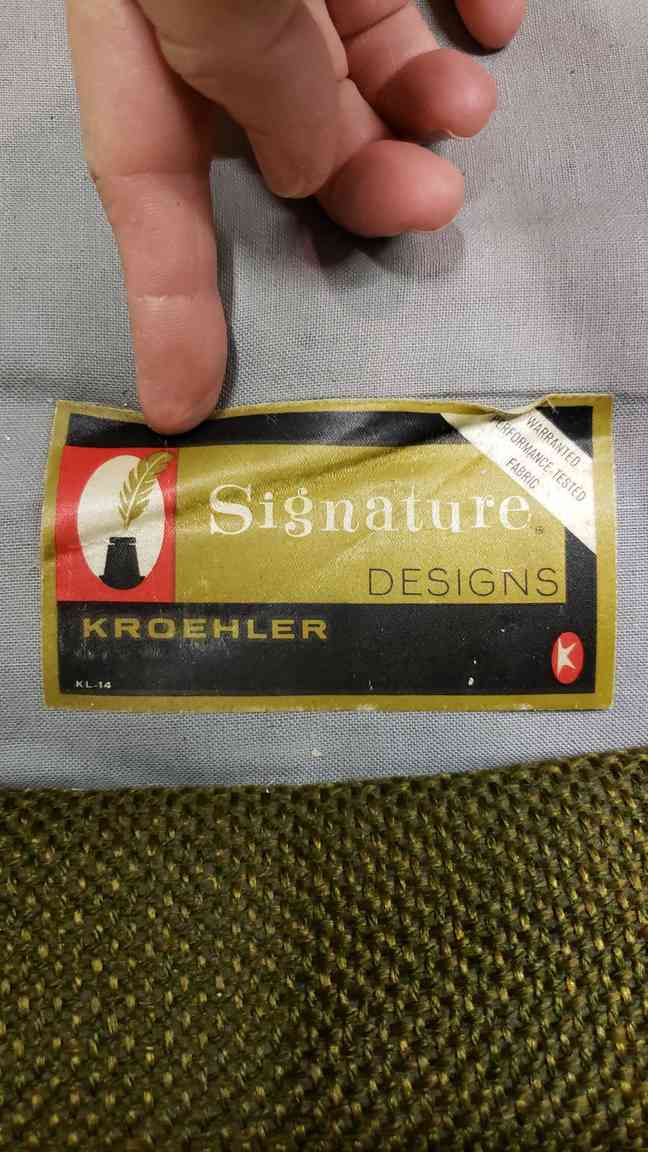 WARRANTED
PERFORMANCE-TESTED
FABRIC
Signature®
DESIGNS
KROEHLER
K
KL-14